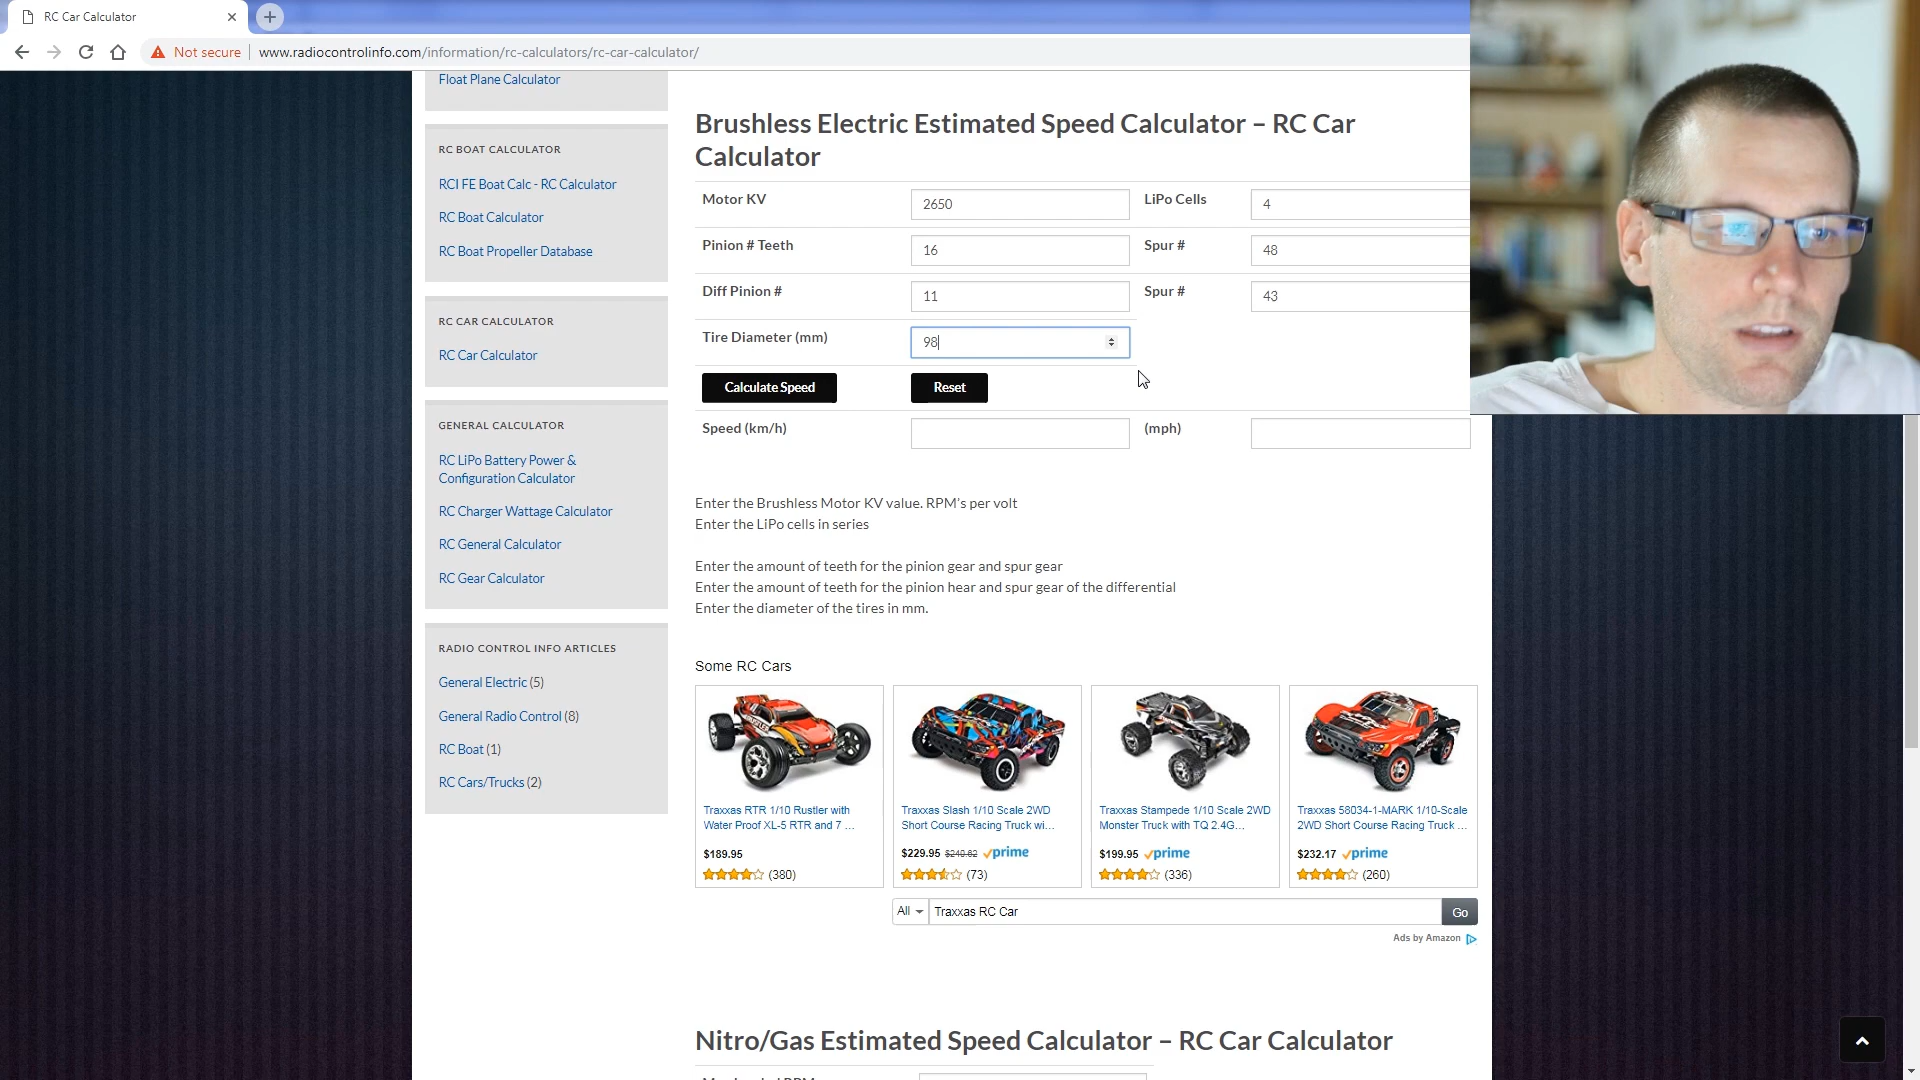 RC Car Calculator
Not secure
www.radiocontrolinfo.com/information/rc-calculators/rc-car-calculator/
Float Plane Calculator
RC BOAT CALCULATOR
RCI FE Boat Calc - RC Calculator
RC Boat Calculator
RC Boat Propeller Database
RC CAR CALCULATOR
RC Car Calculator
GENERAL CALCULATOR
RC LiPo Battery Power &
Configuration Calculator
RC Charger Wattage Calculator
RC General Calculator
RC Gear Calculator
RADIO CONTROL INFO ARTICLES
General Electric (5)
General Radio Control (8)
RC Boat (1)
RC Cars/Trucks (2)
Brushless Electric Estimated Speed Calculator – RC Car
Calculator
Motor KV 2650 LiPo Cells 4
Pinion # Teeth 16 Spur # 48
Diff Pinion # 11 Spur # 43
Tire Diameter (mm) 98
Calculate Speed Reset
Speed (km/h) (mph)
Enter the Brushless Motor KV value. RPM's per volt
Enter the LiPo cells in series
Enter the amount of teeth for the pinion gear and spur gear
Enter the amount of teeth for the pinion hear and spur gear of the differential
Enter the diameter of the tires in mm.
Some RC Cars
Traxxas RTR 1/10 Rustler with
Water Proof XL-5 RTR and 7 ...
$189.95
(380)
Traxxas Slash 1/10 Scale 2WD
Short Course Racing Truck wi...
$229.95 $240.62 prime
(73)
Traxxas Stampede 1/10 Scale 2WD
Monster Truck with TQ 2.4G...
$199.95 prime
(336)
Traxxas 58034-1-MARK 1/10-Scale
2WD Short Course Racing Truck ...
$232.17 prime
(260)
All Traxxas RC Car Go
Ads by Amazon
Nitro/Gas Estimated Speed Calculator – RC Car Calculator